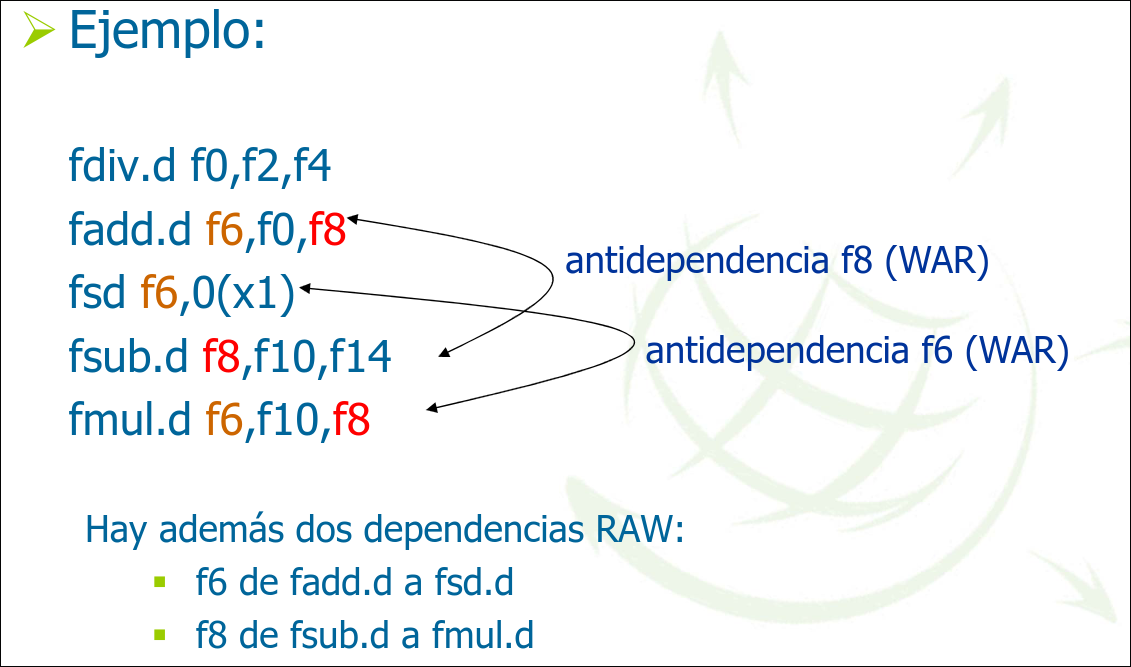 Ejemplo:
fdiv.d f0,f2,f4
fadd.d f6,f0,f8
antidependencia f8 (WAR)
fsd f6,0(x1)
fsub.d f8,f10,f14
antidependencia f6 (WAR)
fmul.d f6,f10,f8
Hay además dos dependencias RAW:
f6 de fadd.d a fsd.d
f8 de fsub.d a fmul.d